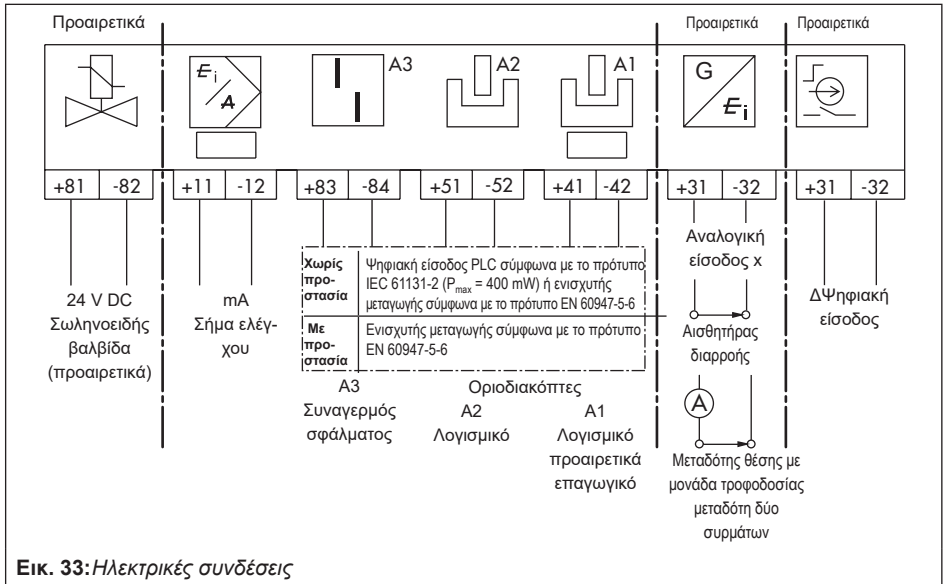 Προαιρετικά
Προαιρετικά
Προαιρετικά
E i
A
A3
A2
A1
G
E i
+81 -82 +11 -12 +83 -84 +51 -52 +41 -42 +31 -32 +31 -32
24 V DC
Σωληνοειδής
βαλβίδα
(προαιρετικά)
mA
Σήμα ελέγ-
χου
Χωρίς
προ-
στασία
Ψηφιακή είσοδος PLC σύμφωνα με το πρότυπο
IEC 61131-2 (Pmax = 400 mW) ή ενισχυτής
μεταγωγής σύμφωνα με το πρότυπο EN 60947-5-6
Με
προ-
στασία
Ενισχυτής μεταγωγής σύμφωνα με το πρότυπο
EN 60947-5-6
A3
Συναγερμός
σφάλματος
Οριοδιακόπτες
A2
Λογισμικό
A1
Λογισμικό
προαιρετικά
επαγωγικό
Αναλογική
είσοδος x
Αισθητήρας
διαρροής
A
Μεταδότης θέσης με
μονάδα τροφοδοσίας
μεταδότη δύο
συρμάτων
ΔΨηφιακή
είσοδος
Εικ. 33: Ηλεκτρικές συνδέσεις